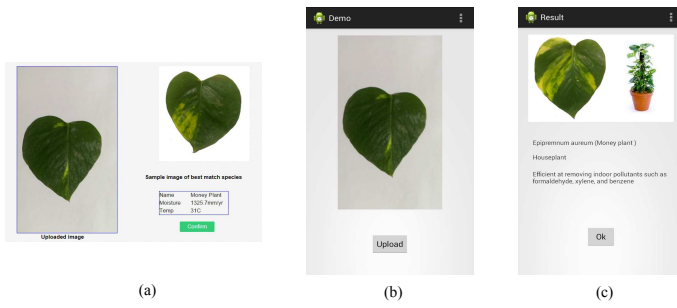 Sample image of best match species
Name Money Plant
Moisture 1325.7mm/yr
Temp 31C
Confirm
Uploaded image
(a)
Demo
Upload
(b)
Result
Epipremnum aureum (Money plant )
Houseplant
Efficient at removing indoor pollutants such as
formaldehyde, xylene, and benzene
Ok
(c)